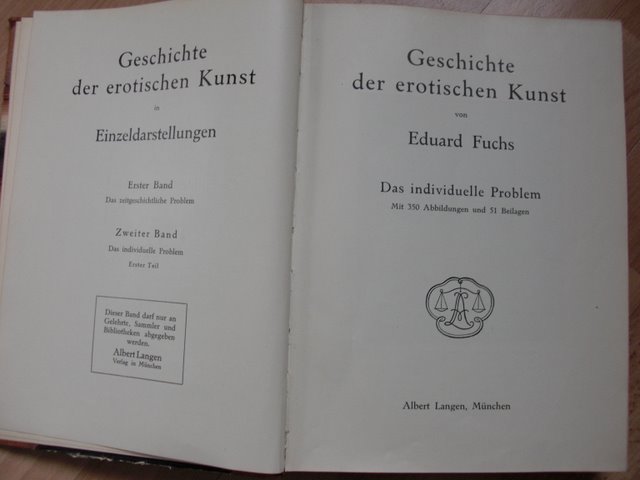 Geschichte
der erotischen Kunst
in
Einzeldarstellungen
Erster Band
Das zeitgeschichtliche Problem
Zweiter Band
Das individuelle Problem
Erster Teil
Dieser Band darf nur an
Gelehrte, Sammler und
Bibliotheken abgegeben
werden.
Albert Langen
Verlag in München
Geschichte
der erotischen Kunst
von
Eduard Fuchs
Das individuelle Problem
Mit 350 Abbildungen und 51 Beilagen
Albert Langen, München